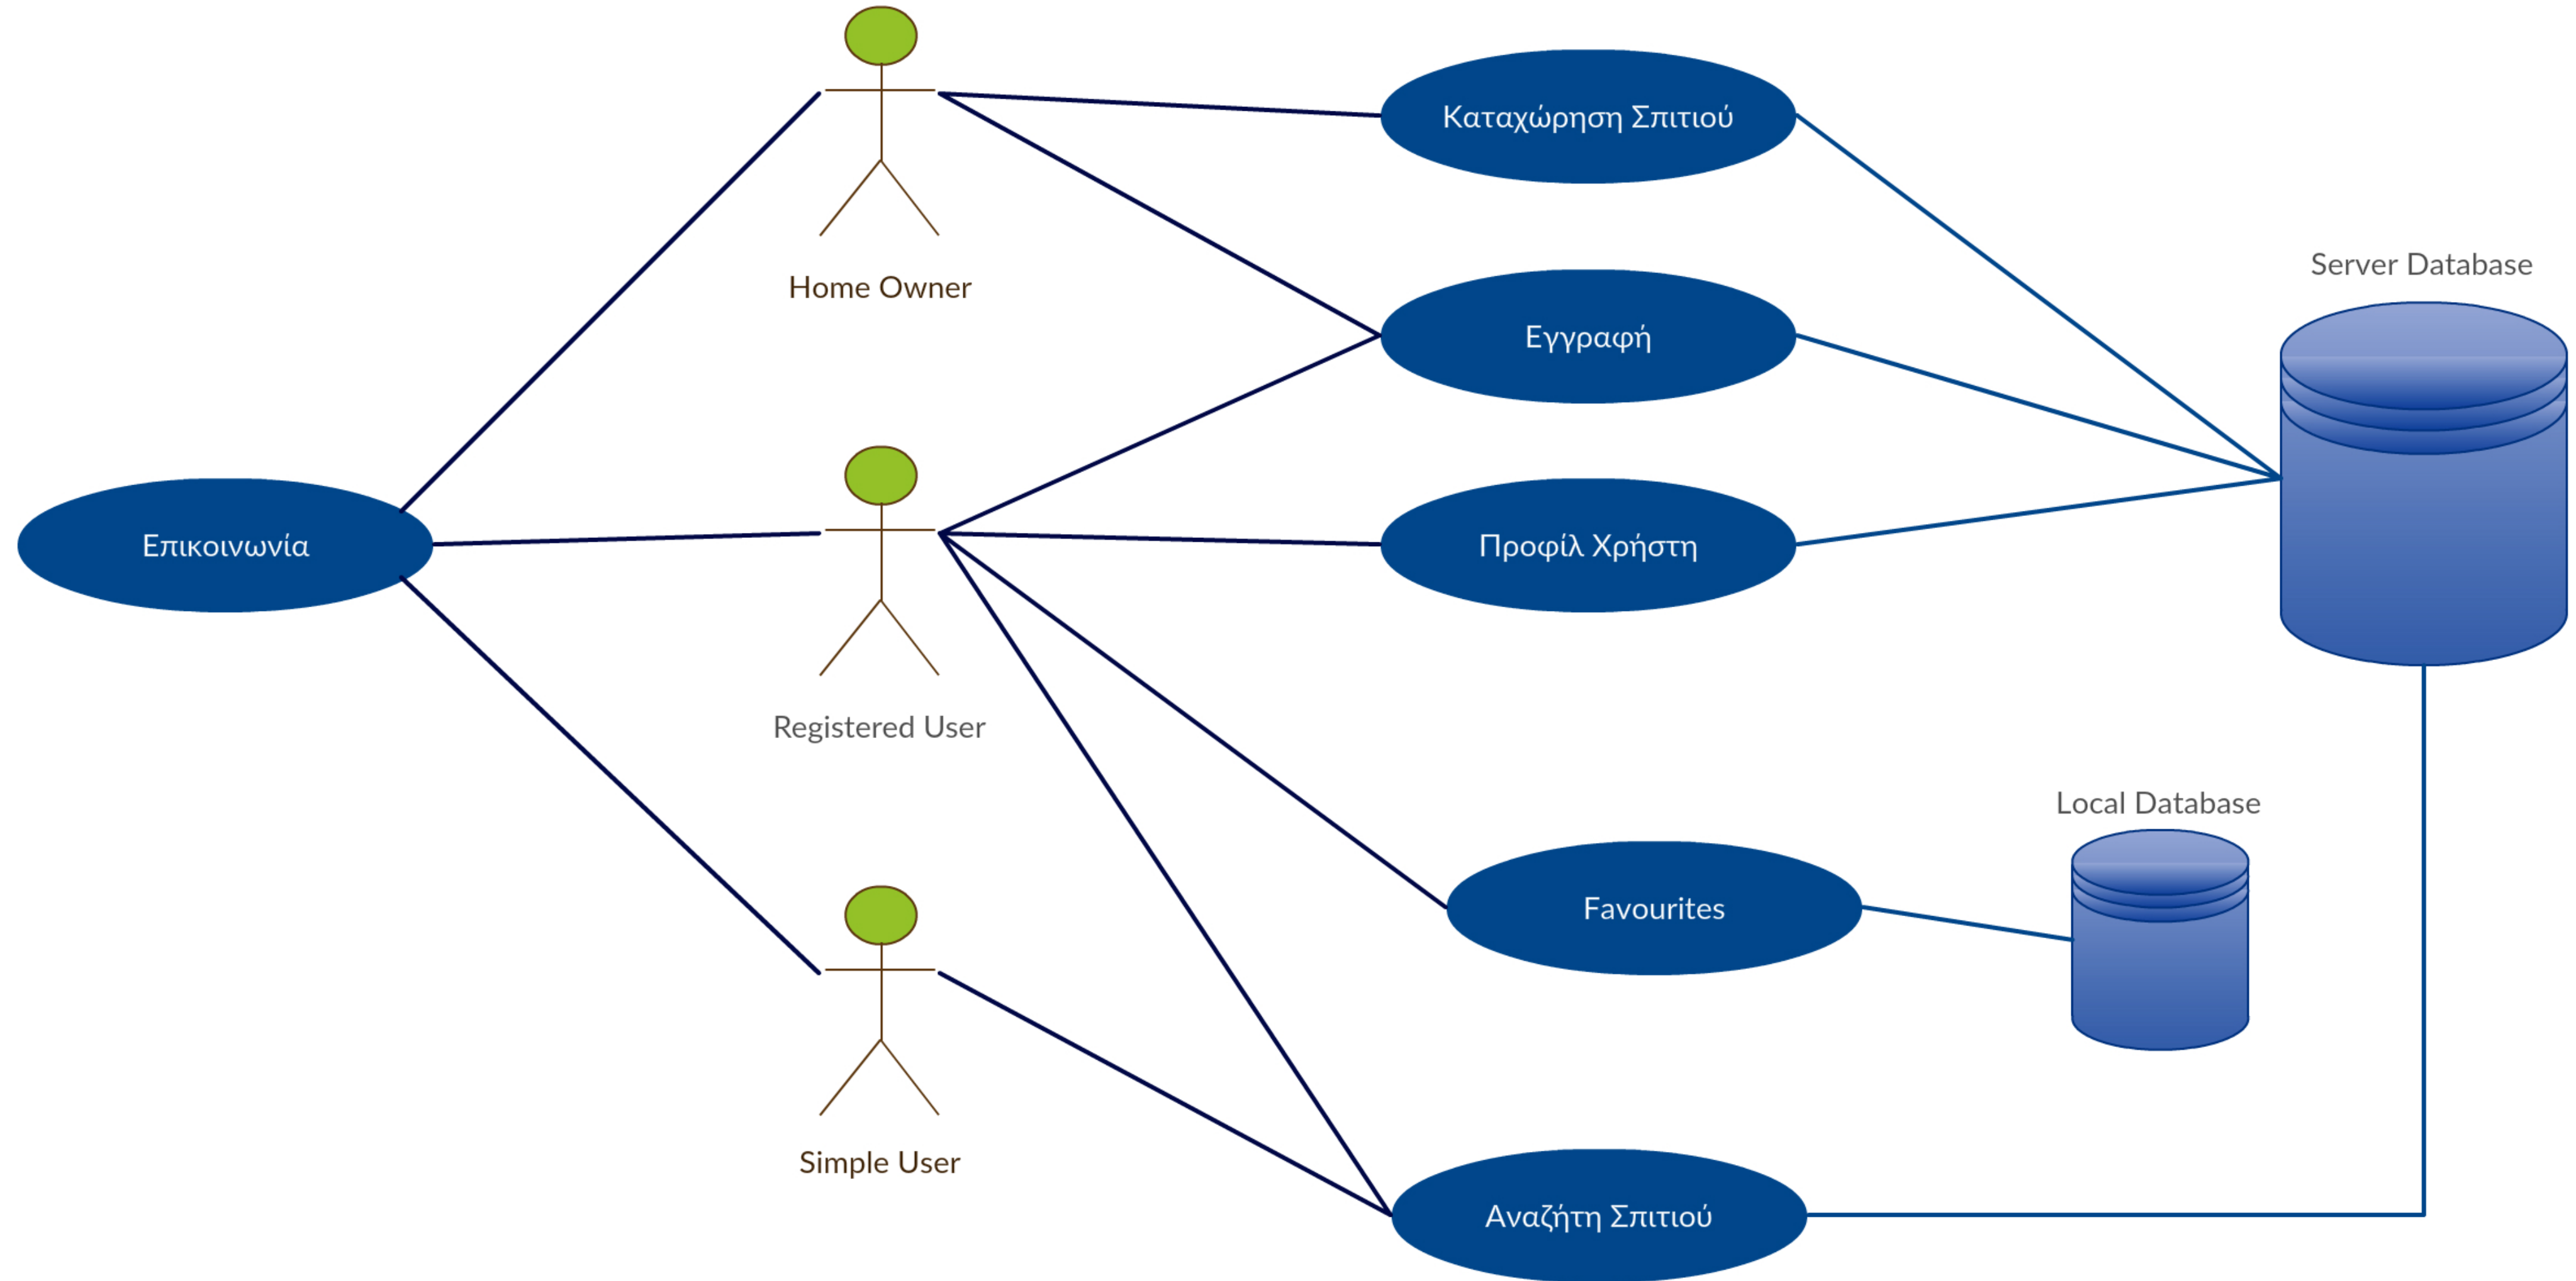 Καταχώρηση Σπιτιού
Server Database
Home Owner
Εγγραφή
Επικοινωνία
Προφίλ Χρήστη
Registered User
Local Database
Favourites
Simple User
Αναζήτη Σπιτιού